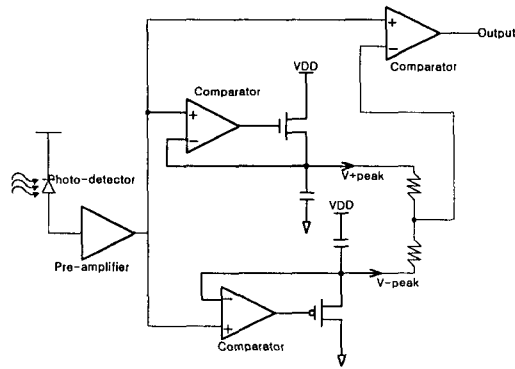 +
−
Output
Comparator
VDD
Comparator
+
−
V+peak
Photo-detector
VDD
Pre-amplifier
V-peak
−
+
Comparator